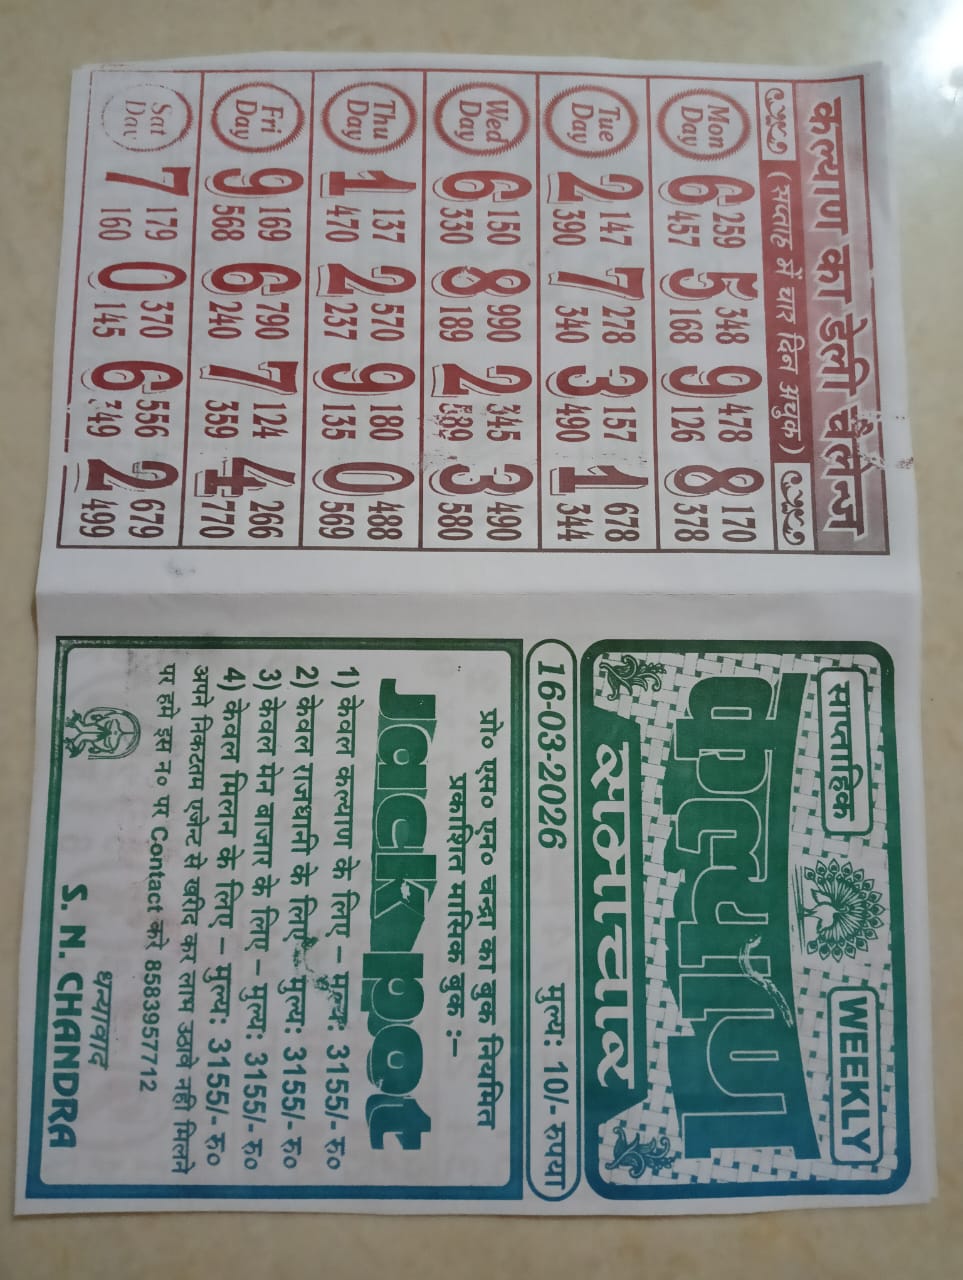 कल्याण का डेली चैलेन्ज
(सप्ताह में चार दिन अचुक)
Mon 6 259 5 348 9 478 8 170
Day 457 168 126 378
Tue 2 147 7 278 3 157 1 678
Day 390 340 490 344
Wed 6 150 8 990 2 345 3 490
Day 330 189 589 580
Thu 1 137 2 570 9 180 0 488
Day 470 237 135 569
Fri 9 169 6 790 7 124 4 266
Day 568 240 359 770
Sat 7 179 0 370 6 556 2 679
Day 160 145 349 499
साप्ताहिक WEEKLY
कल्याण
समाचार
16-03-2026 मुल्य: 10/- रुपया
प्रो० एस० एन० चन्द्रा का बुक नियमित
प्रकाशित मासिक बुक :-
Jackpot
1) केवल कल्याण के लिए – मुल्य: 3155/- रु०
2) केवल राजधानी के लिए – मुल्य: 3155/- रु०
3) केवल मेन बाजार के लिए – मुल्य: 3155/- रु०
4) केवल मिलन के लिए – मुल्य: 3155/- रु०
अपने निकटतम एजेंट से खरीद कर लाभ उठावे नही मिलने
पर हमे इस न० पर Contact करे 8583957712
धन्यवाद
S. N. CHANDRA